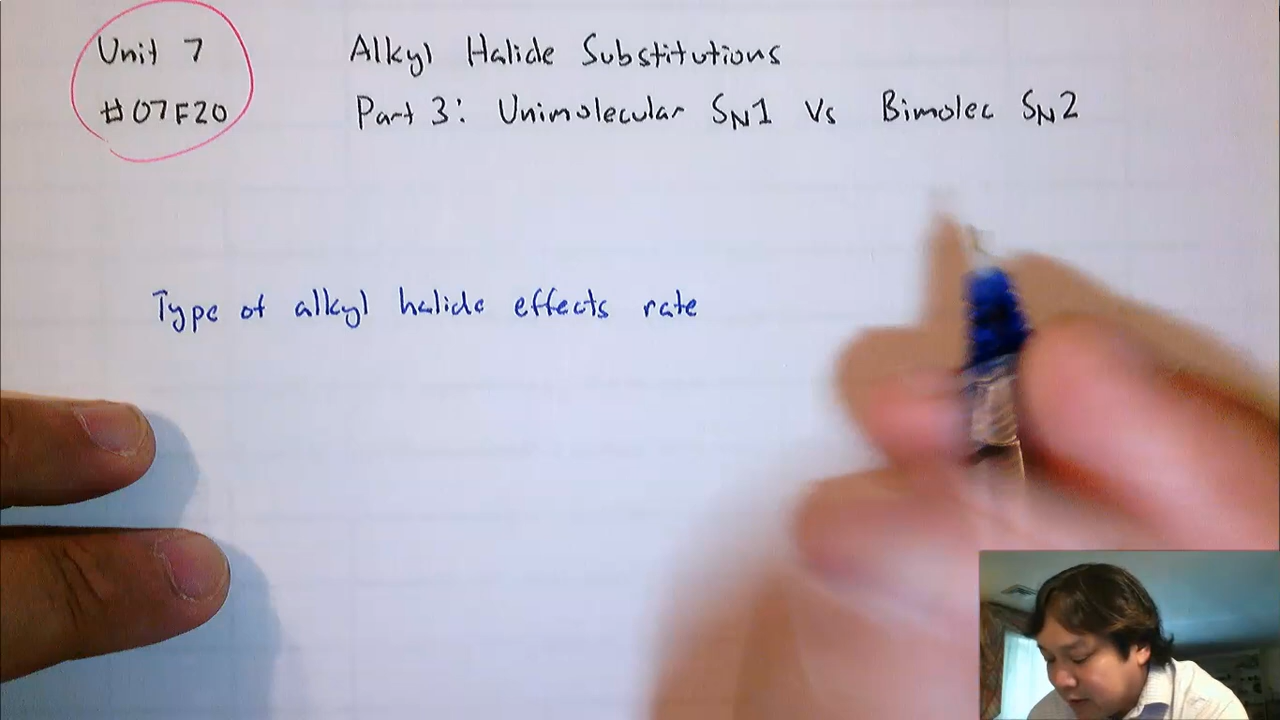 Unit 7
#07F20
Alkyl Halide Substitutions
Part 3: Unimolecular SN1 Vs Bimolec SN2
Type of alkyl halide effects rate